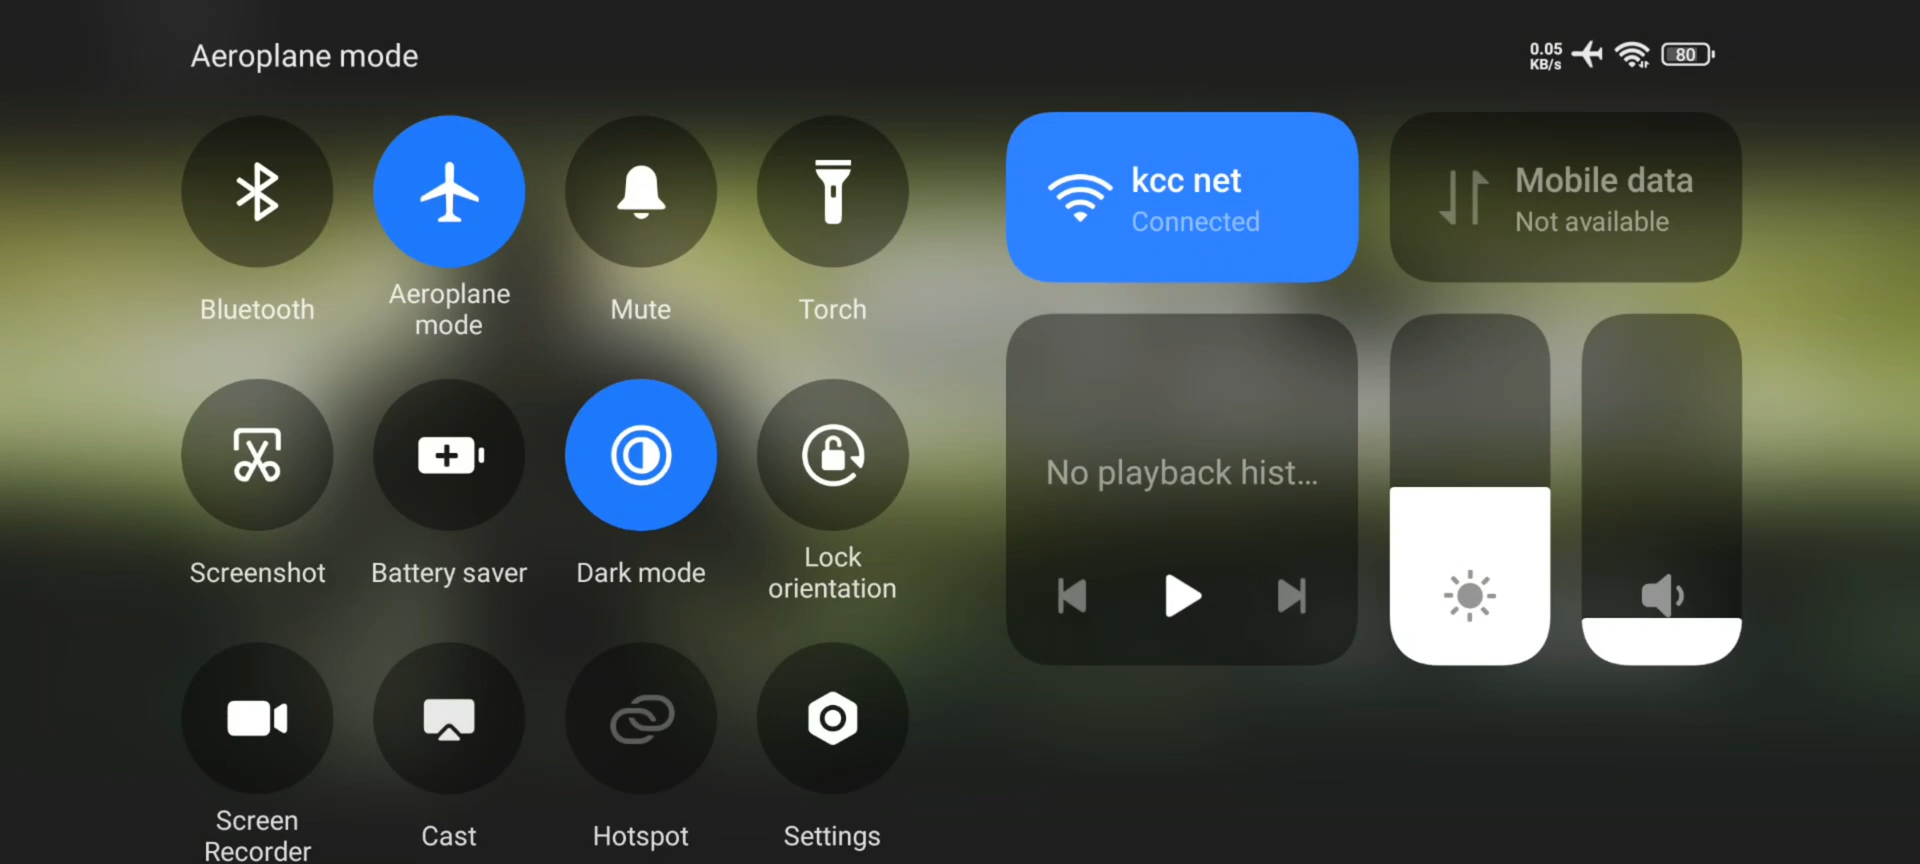 Aeroplane mode
0.05
KB/s
80
Bluetooth
Aeroplane
mode
Mute
Torch
kcc net
Connected
Mobile data
Not available
Screenshot
Battery saver
Dark mode
Lock
orientation
No playback hist...
Screen
Recorder
Cast
Hotspot
Settings